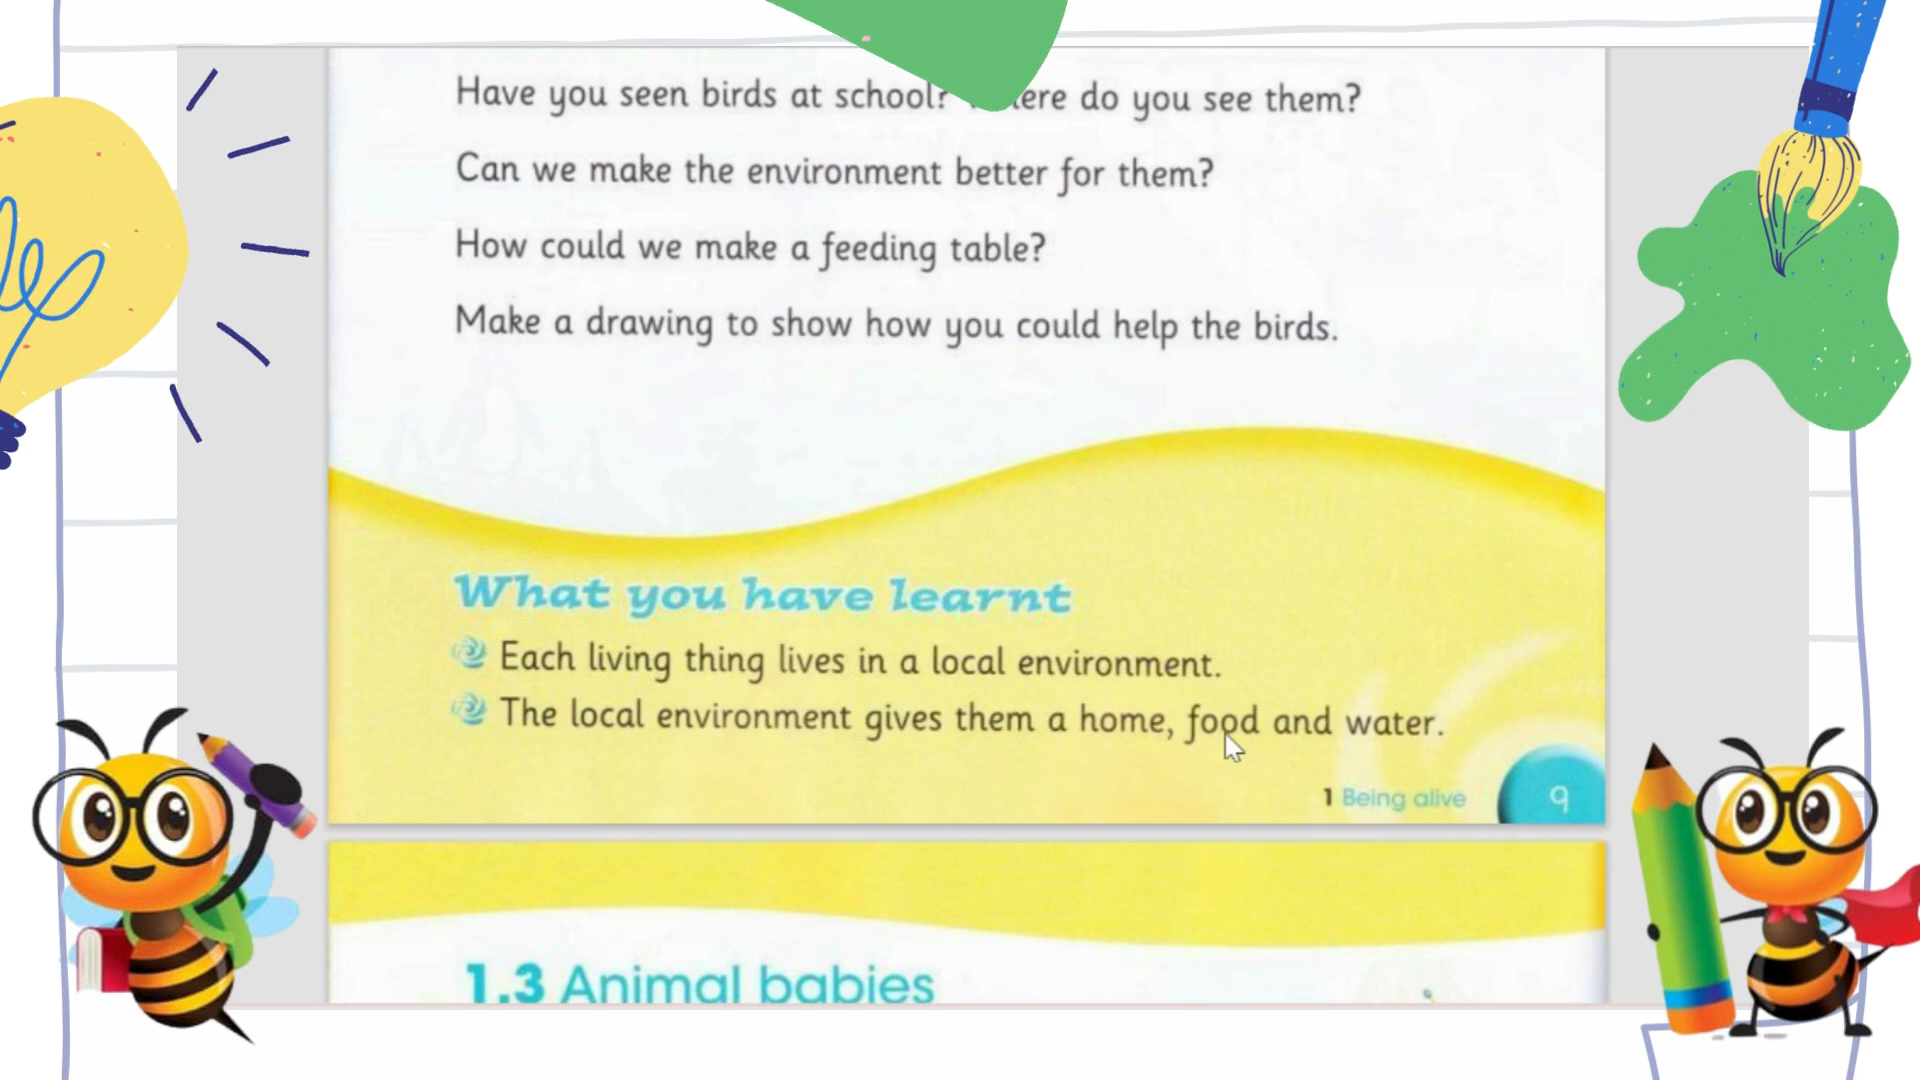 Have you seen birds at school? do you see them?
Can we make the environment better for them?
How could we make a feeding table?
Make a drawing to show how you could help the birds.
What you have learnt
Each living thing lives in a local environment.
The local environment gives them a home, food and water.
1 Being alive 9
1.3 Animal babies